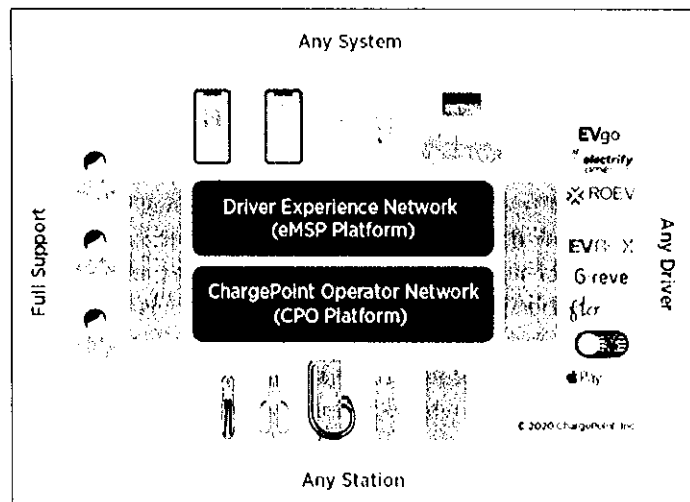 Any System
EVgo
electrify
ROEV
Full Support
Driver Experience Network
(eMSP Platform)
Any Driver
G·reve
ChargePoint Operator Network
(CPO Platform)
Pay
© 2020 ChargePoint, Inc
Any Station